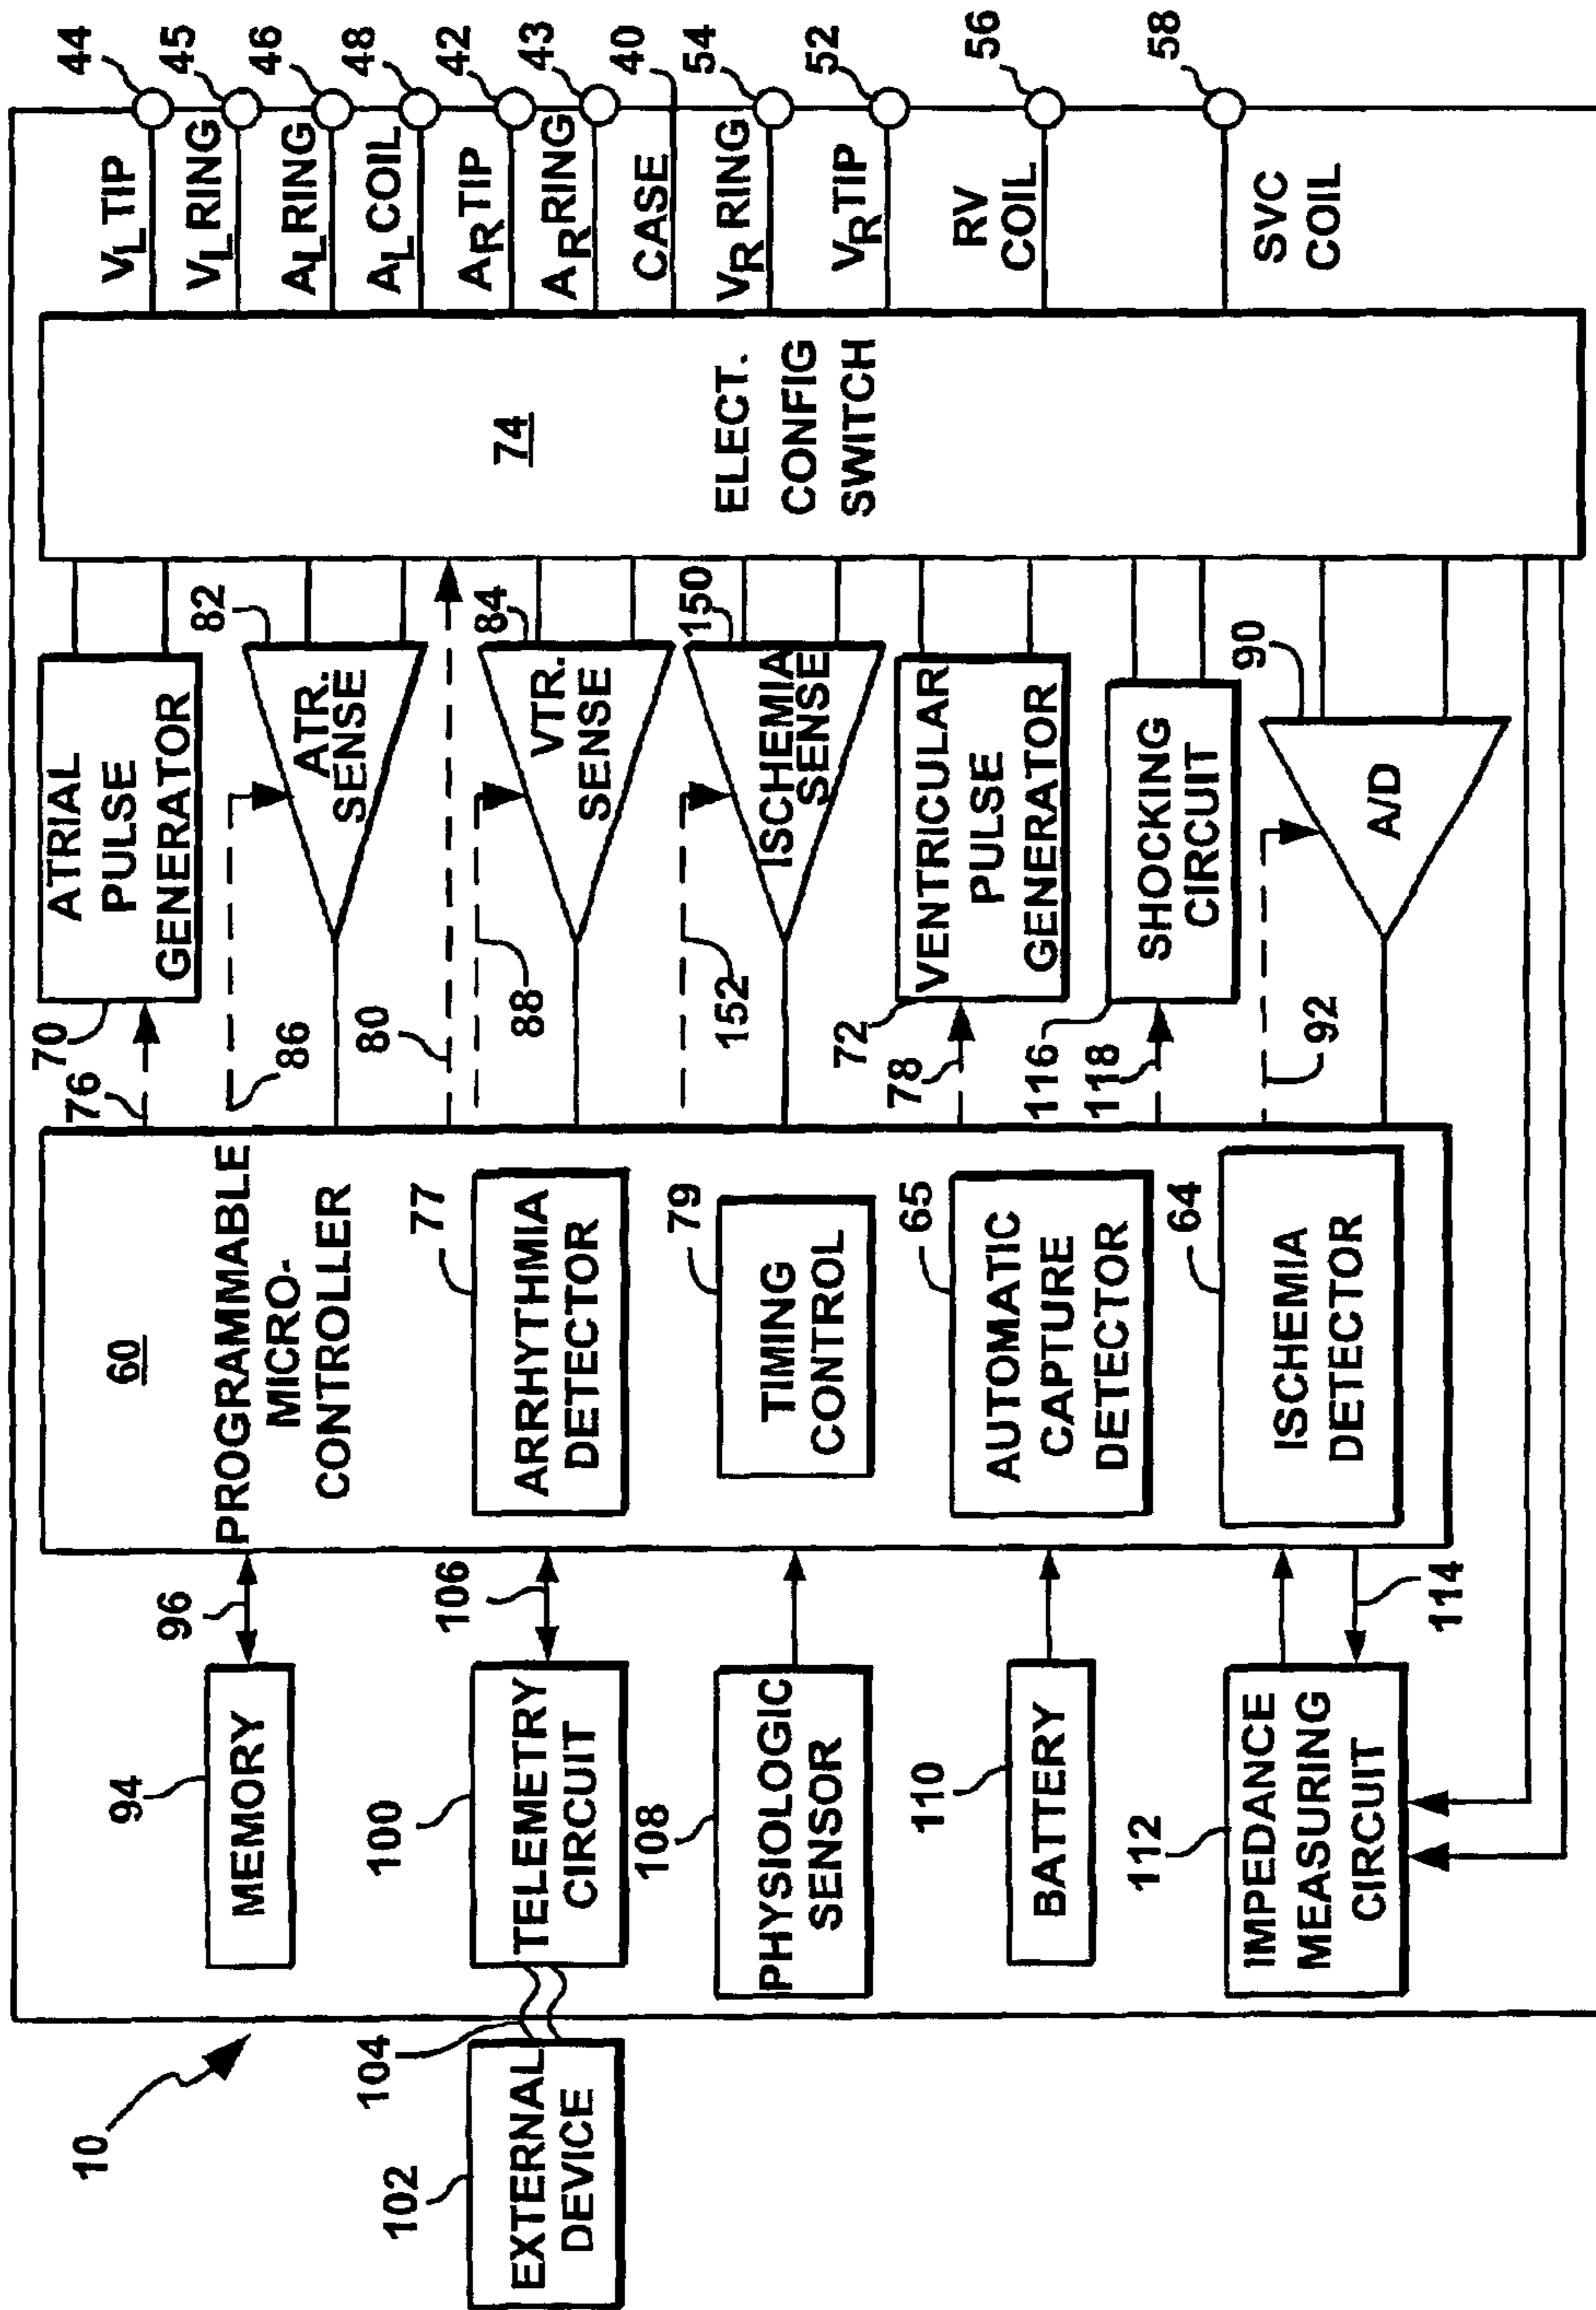 10
102
EXTERNAL
DEVICE
104
94
MEMORY
96
100
TELEMETRY
CIRCUIT
106
108
PHYSIOLOGIC
SENSOR
110
BATTERY
112
IMPEDANCE
MEASURING
CIRCUIT
114
60
PROGRAMMABLE
MICRO-
CONTROLLER
77
ARRHYTHMIA
DETECTOR
79
TIMING
CONTROL
65
AUTOMATIC
CAPTURE
DETECTOR
64
ISCHEMIA
DETECTOR
70
76
ATRIAL
PULSE
GENERATOR
86
82
ATR.
SENSE
80
88
84
VTR.
SENSE
152
150
ISCHEMIA
SENSE
72
78
VENTRICULAR
PULSE
GENERATOR
116
118
SHOCKING
CIRCUIT
92
90
A/D
74
ELECT.
CONFIG
SWITCH
VL TIP 44
VL RING 45
AL RING 46
AL COIL 48
AR TIP 42
AR RING 43
CASE 40
VR RING 54
VR TIP 52
RV
COIL
56
SVC
COIL
58